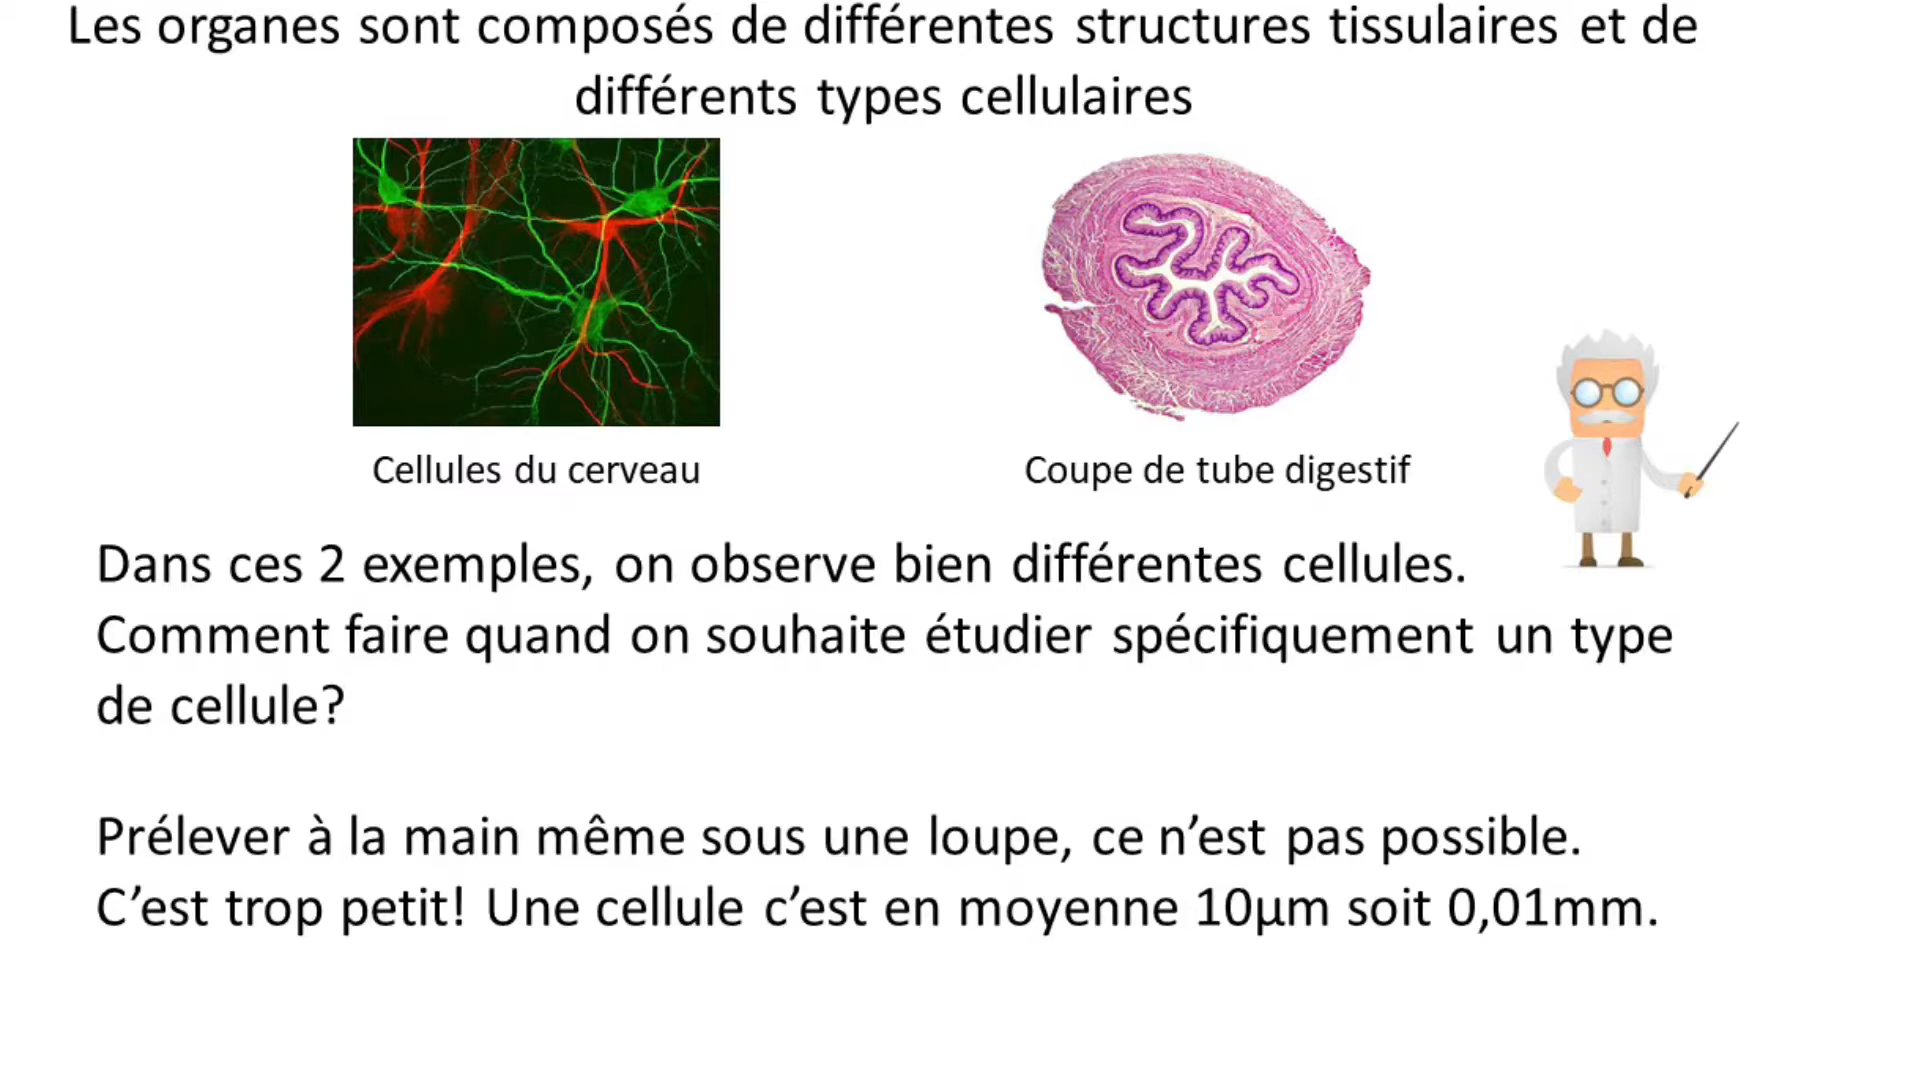 Les organes sont composés de différentes structures tissulaires et de
différents types cellulaires
Cellules du cerveau
Coupe de tube digestif
Dans ces 2 exemples, on observe bien différentes cellules.
Comment faire quand on souhaite étudier spécifiquement un type
de cellule?
Prélever à la main même sous une loupe, ce n’est pas possible.
C’est trop petit! Une cellule c’est en moyenne 10µm soit 0,01mm.